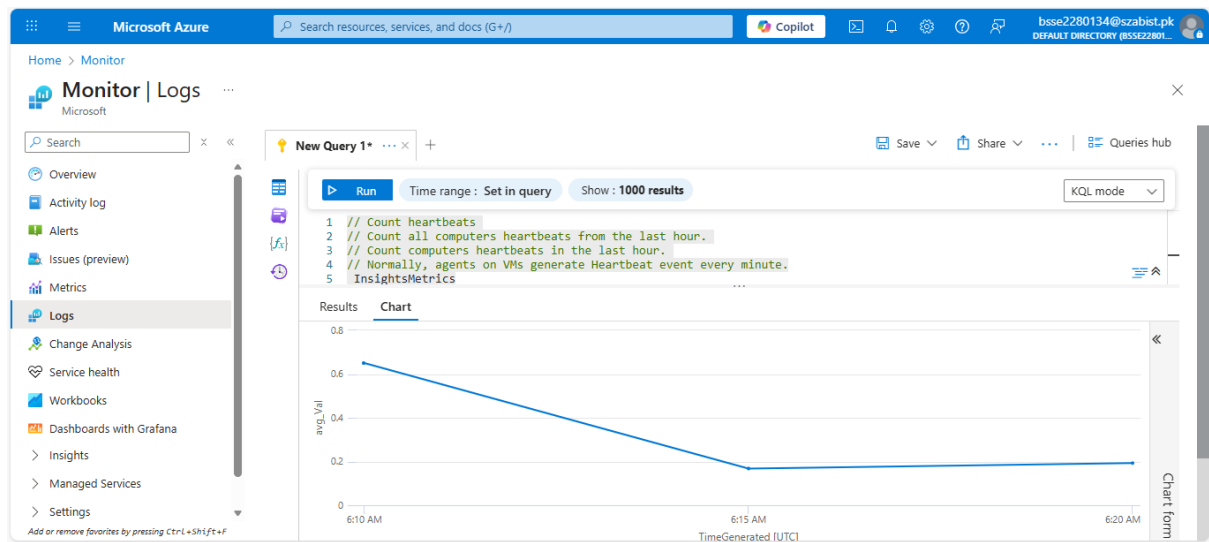 Microsoft Azure
Search resources, services, and docs (G+/)
Copilot
bsse2280134@szabist.pk
DEFAULT DIRECTORY (BSSE22801...
Home > Monitor
Monitor | Logs ...
Microsoft
Search
Overview
Activity log
Alerts
Issues (preview)
Metrics
Logs
Change Analysis
Service health
Workbooks
Dashboards with Grafana
Insights
Managed Services
Settings
Add or remove favorites by pressing Ctrl+Shift+F
New Query 1* ...
Save
Share
...
Queries hub
Run
Time range : Set in query
Show : 1000 results
KQL mode
{fx}
1 // Count heartbeats
2 // Count all computers heartbeats from the last hour.
3 // Count computers heartbeats in the last hour.
4 // Normally, agents on VMs generate Heartbeat event every minute.
5 InsightsMetrics
...
Results Chart
0.8
0.6
0.4
0.2
0
avg_Val
6:10 AM
6:15 AM
6:20 AM
TimeGenerated [UTC]
Chart form